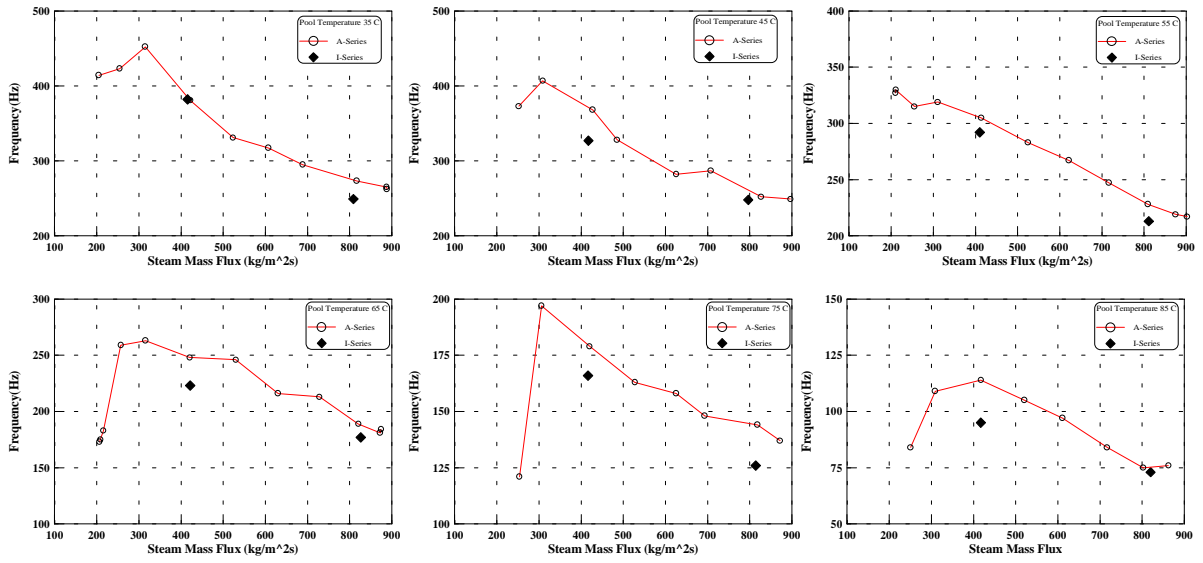 500
400
300
200
100 200 300 400 500 600 700 800 900
Frequency(Hz)
Steam Mass Flux (kg/m^2s)
Pool Temperature 35 C
A-Series
I-Series
500
400
300
200
100 200 300 400 500 600 700 800 900
Frequency(Hz)
Steam Mass Flux (kg/m^2s)
Pool Temperature 45 C
A-Series
I-Series
400
350
300
250
200
100 200 300 400 500 600 700 800 900
Frequency(Hz)
Steam Mass Flux (kg/m^2s)
Pool Temperature 55 C
A-Series
I-Series
300
250
200
150
100
100 200 300 400 500 600 700 800 900
Frequency(Hz)
Steam Mass Flux (kg/m^2s)
Pool Temperature 65 C
A-Series
I-Series
200
175
150
125
100
100 200 300 400 500 600 700 800 900
Frequency(Hz)
Steam Mass Flux (kg/m^2s)
Pool Temperature 75 C
A-Series
I-Series
150
125
100
75
50
100 200 300 400 500 600 700 800 900
Frequency(Hz)
Steam Mass Flux
Pool Temperature 85 C
A-Series
I-Series